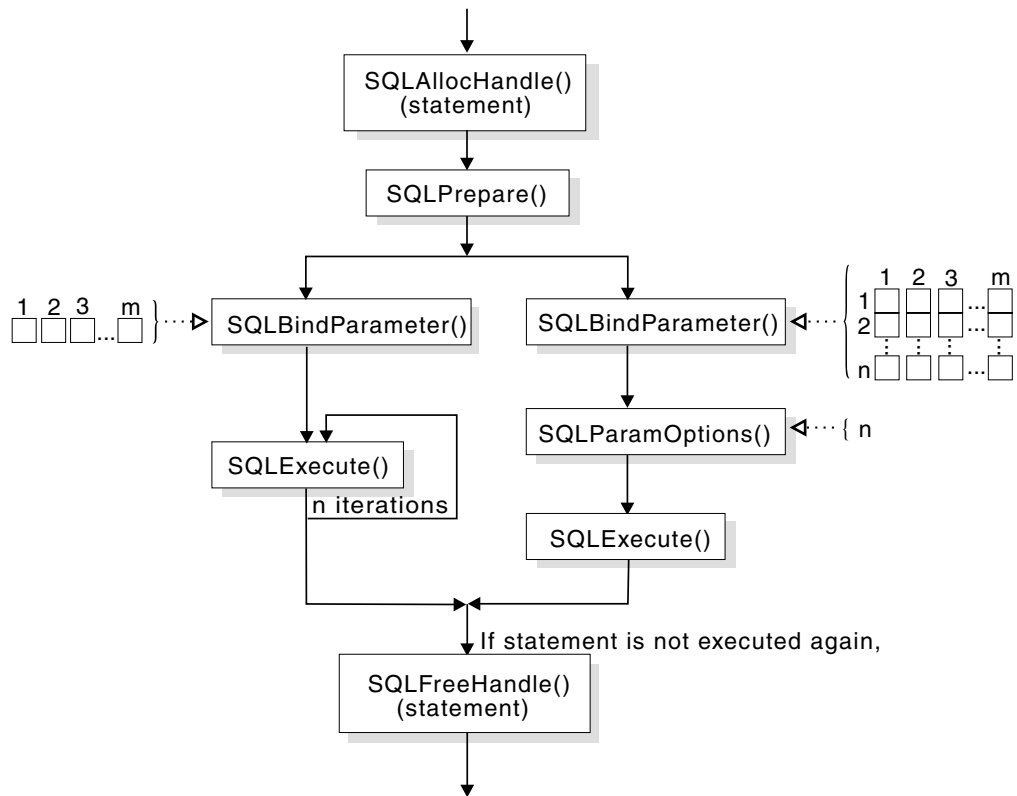 SQLAllocHandle()
(statement)
SQLPrepare()
1 2 3 m
...
SQLBindParameter()
SQLBindParameter()
1 2 3 m
1 ...
2 ...
n ...
SQLExecute()
n iterations
SQLParamOptions()
{ n
SQLExecute()
If statement is not executed again,
SQLFreeHandle()
(statement)